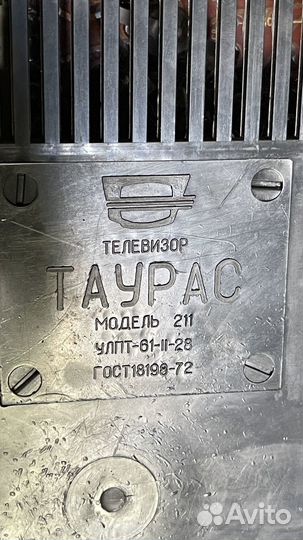 ТЕЛЕВИЗОР
ТАУРАС
МОДЕЛЬ 211
УЛПТ-61-II-28
ГОСТ18198-72
Avito